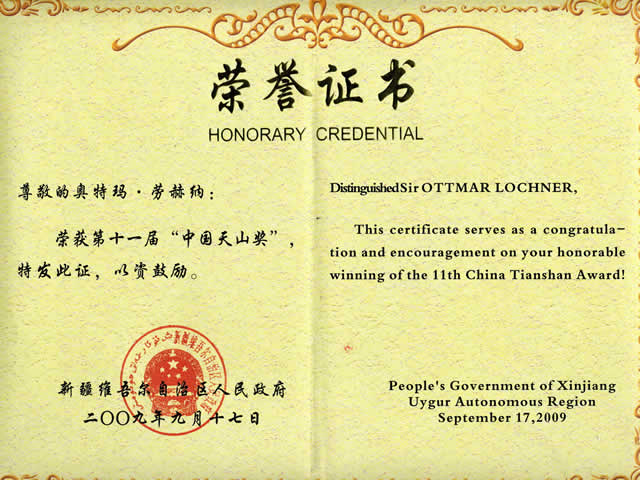 荣誉证书
HONORARY CREDENTIAL
尊敬的奥特玛·劳赫纳：
荣获第十一届“中国天山奖”，
特发此证，以资鼓励。
新疆维吾尔自治区人民政府
二〇〇九年九月十七日
Distinguished Sir OTTMAR LOCHNER,
This certificate serves as a congratula-
tion and encouragement on your honorable
winning of the 11th China Tianshan Award!
People's Government of Xinjiang
Uygur Autonomous Region
September 17,2009